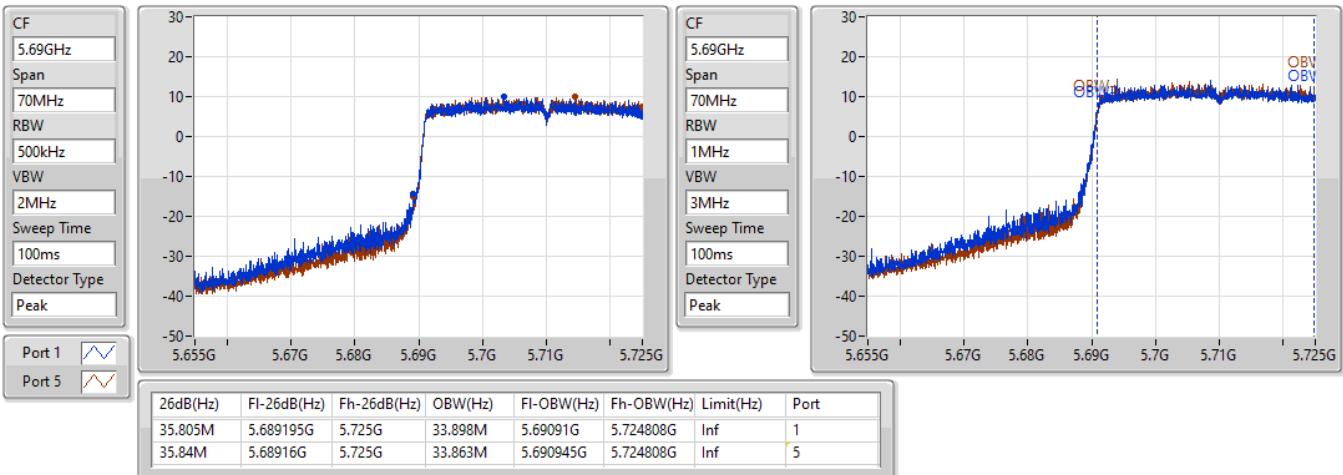 CF
5.69GHz
Span
70MHz
RBW
500kHz
VBW
2MHz
Sweep Time
100ms
Detector Type
Peak
Port 1
Port 5
30
20
10
0
-10
-20
-30
-40
-50
5.655G 5.67G 5.68G 5.69G 5.7G 5.71G 5.725G
CF
5.69GHz
Span
70MHz
RBW
1MHz
VBW
3MHz
Sweep Time
100ms
Detector Type
Peak
30
20
10
0
-10
-20
-30
-40
-50
OBW
OBW
OBW
OBW
5.655G 5.67G 5.68G 5.69G 5.7G 5.71G 5.725G
26dB(Hz) Fl-26dB(Hz) Fh-26dB(Hz) OBW(Hz) Fl-OBW(Hz) Fh-OBW(Hz) Limit(Hz) Port
35.805M 5.689195G 5.725G 33.898M 5.69091G 5.724808G Inf 1
35.84M 5.68916G 5.725G 33.863M 5.690945G 5.724808G Inf 5